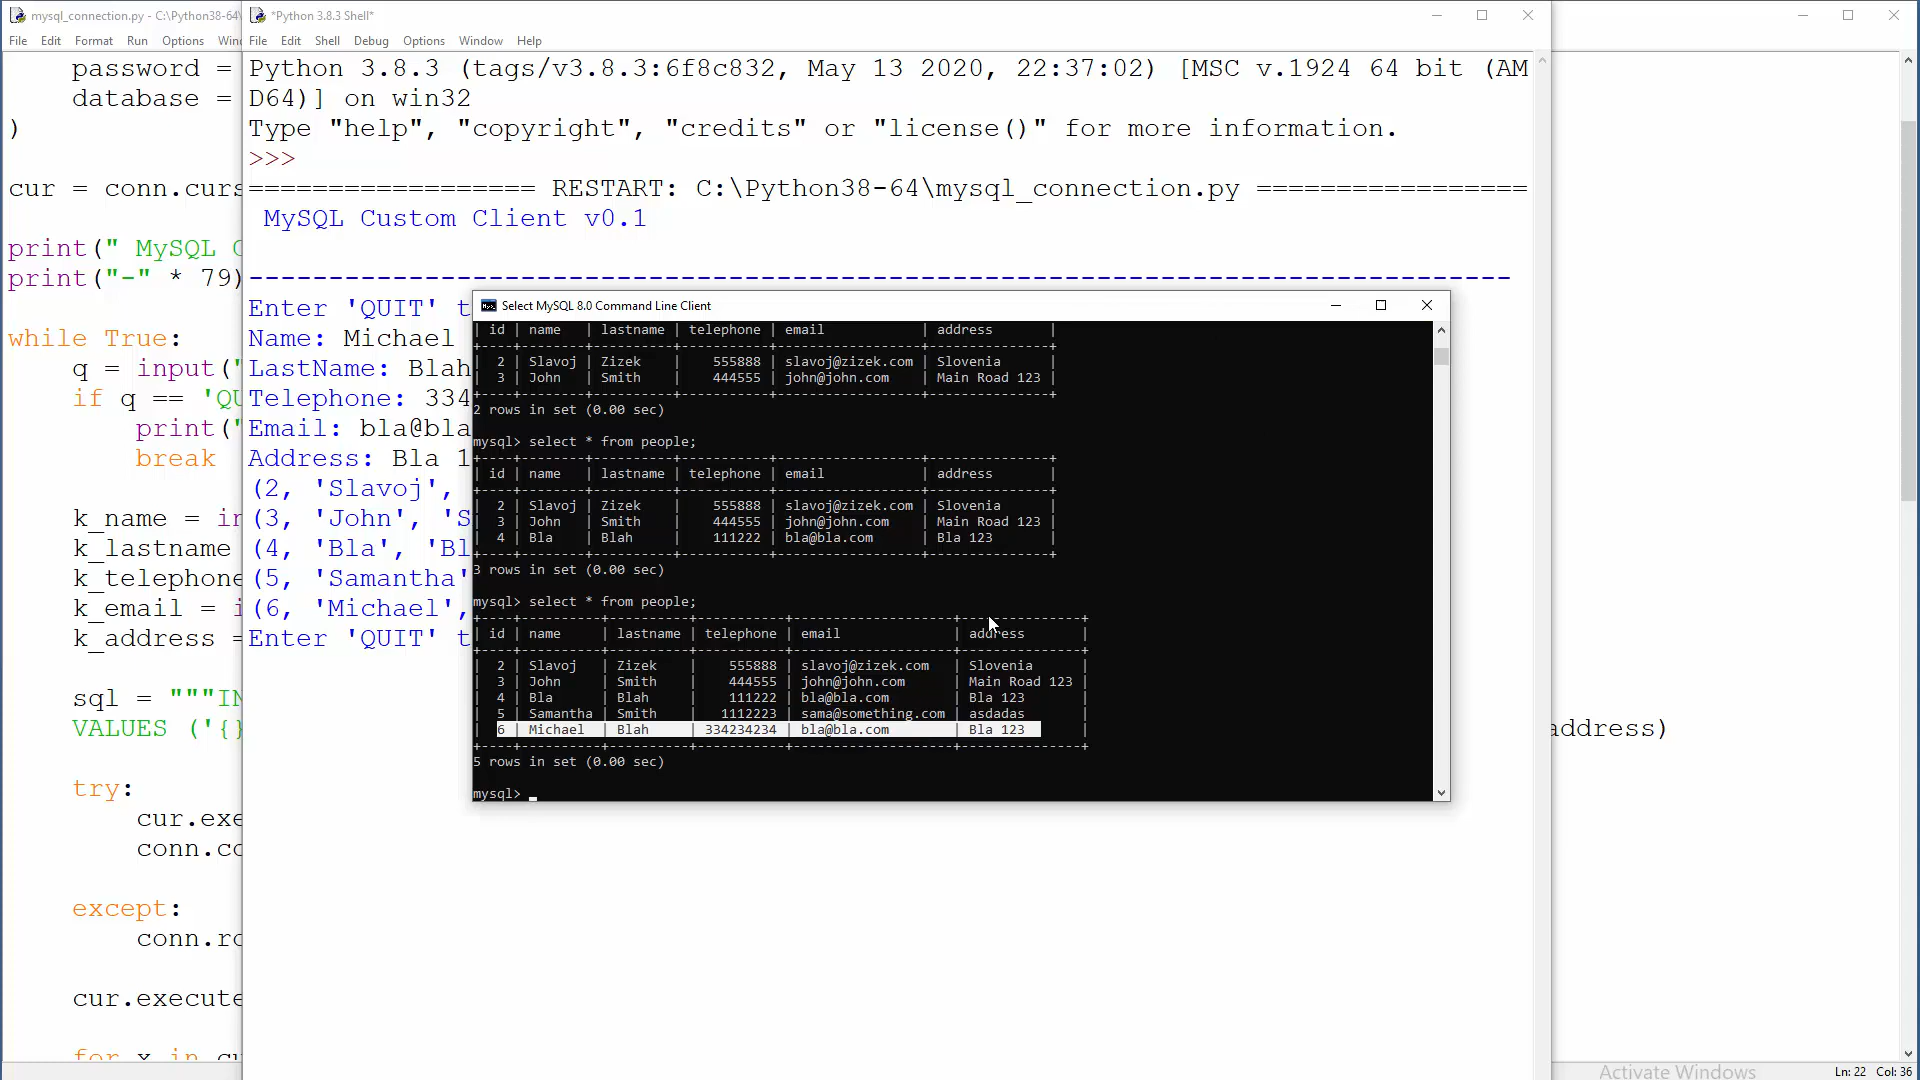 mysql_connection.py - C:\Python38-64\
File Edit Format Run Options Wind
password =
database =
)
cur = conn.curs
print(" MySQL C
print("-" * 79)
while True:
q = input("
if q == 'QU
print("
break
k_name = in
k_lastname
k_telephone
k_email = i
k_address =
sql = """IN
VALUES ('{}
address)
try:
cur.exe
conn.co
except:
conn.ro
cur.execute
for x in cu
*Python 3.8.3 Shell*
File Edit Shell Debug Options Window Help
Python 3.8.3 (tags/v3.8.3:6f8c832, May 13 2020, 22:37:02) [MSC v.1924 64 bit (AM
D64)] on win32
Type "help", "copyright", "credits" or "license()" for more information.
>>>
================== RESTART: C:\Python38-64\mysql_connection.py =================
MySQL Custom Client v0.1
-------------------------------------------------------------------------------
Enter 'QUIT' t
Name: Michael
LastName: Blah
Telephone: 334
Email: bla@bla
Address: Bla 1
(2, 'Slavoj',
(3, 'John', 'S
(4, 'Bla', 'Bl
(5, 'Samantha'
(6, 'Michael',
Enter 'QUIT' t
Select MySQL 8.0 Command Line Client
| id | name | lastname | telephone | email | address |
+----+--------+----------+-----------+------------------+---------------+
| 2 | Slavoj | Zizek | 555888 | slavoj@zizek.com | Slovenia |
| 3 | John | Smith | 444555 | john@john.com | Main Road 123 |
+----+--------+----------+-----------+------------------+---------------+
2 rows in set (0.00 sec)
mysql> select * from people;
+----+--------+----------+-----------+------------------+---------------+
| id | name | lastname | telephone | email | address |
+----+--------+----------+-----------+------------------+---------------+
| 2 | Slavoj | Zizek | 555888 | slavoj@zizek.com | Slovenia |
| 3 | John | Smith | 444555 | john@john.com | Main Road 123 |
| 4 | Bla | Blah | 111222 | bla@bla.com | Bla 123 |
+----+--------+----------+-----------+------------------+---------------+
3 rows in set (0.00 sec)
mysql> select * from people;
+----+----------+----------+-----------+--------------------+---------------+
| id | name | lastname | telephone | email | address |
+----+----------+----------+-----------+--------------------+---------------+
| 2 | Slavoj | Zizek | 555888 | slavoj@zizek.com | Slovenia |
| 3 | John | Smith | 444555 | john@john.com | Main Road 123 |
| 4 | Bla | Blah | 111222 | bla@bla.com | Bla 123 |
| 5 | Samantha | Smith | 1112223 | sama@something.com | asdadas |
| 6 | Michael | Blah | 334234234 | bla@bla.com | Bla 123 |
+----+----------+----------+-----------+--------------------+---------------+
5 rows in set (0.00 sec)
mysql> _
Activate Windows
Ln: 22 Col: 36